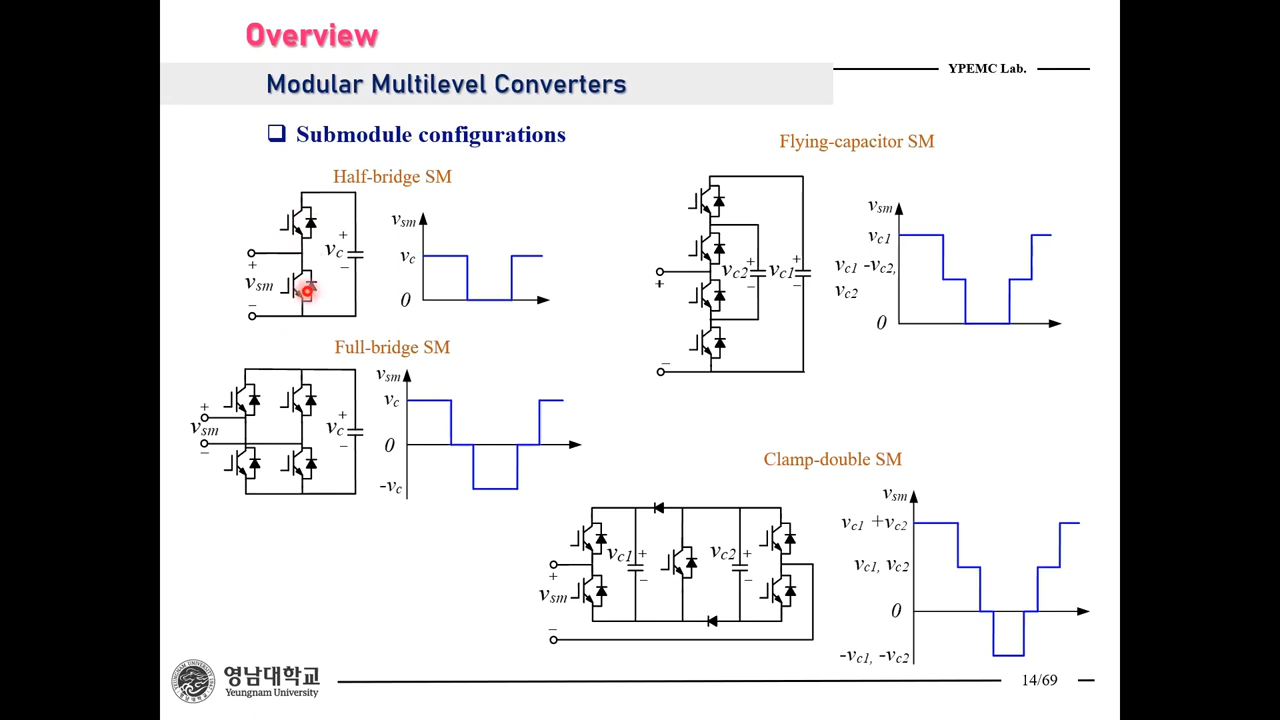 Overview
Modular Multilevel Converters
YPEMC Lab.
❑ Submodule configurations
Half-bridge SM
+
vc
−
+
vsm
−
vsm
vc
0
Flying-capacitor SM
+
vc2
−
+
vc1
−
+
−
vsm
vc1
vc1 -vc2,
vc2
0
Full-bridge SM
+
vsm
−
+
vc
−
vsm
vc
0
-vc
Clamp-double SM
vc1
+
−
vc2
+
−
+
vsm
−
vsm
vc1 +vc2
vc1, vc2
0
-vc1, -vc2
영남대학교
Yeungnam University
14/69